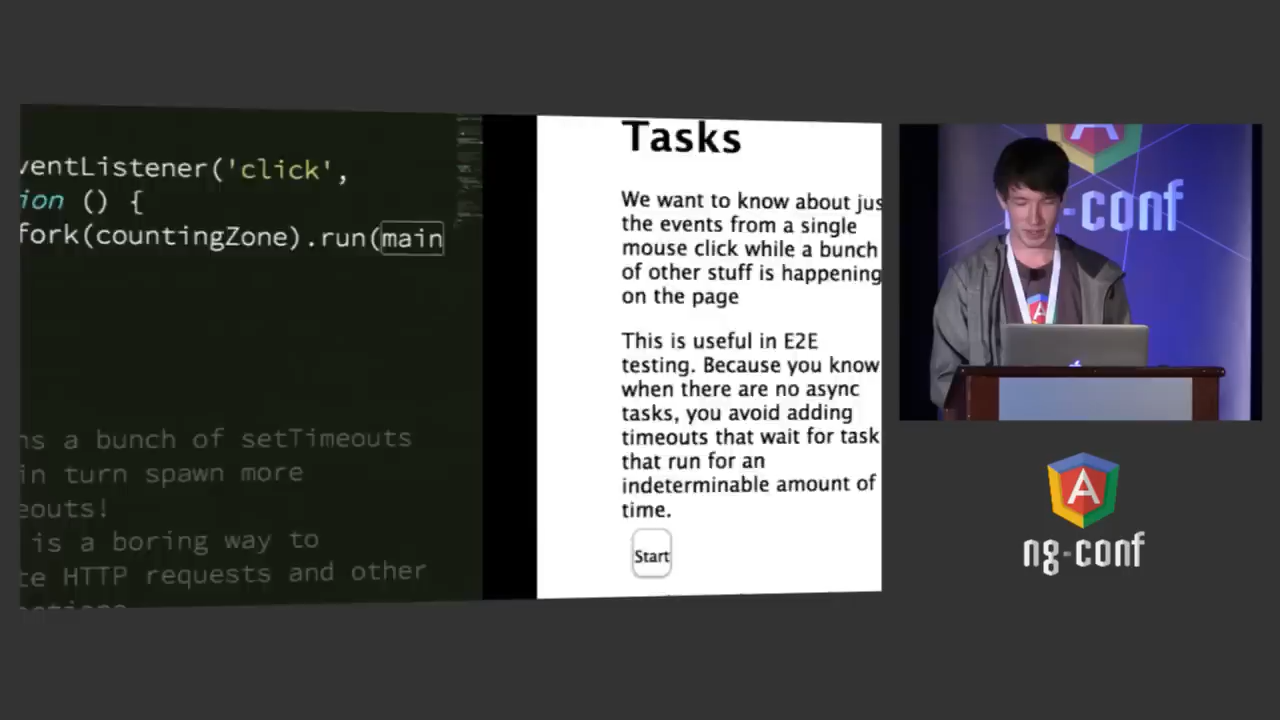 ventListener('click',
ion () {
fork(countingZone).run(main
ns a bunch of setTimeouts
in turn spawn more
eouts!
is a boring way to
te HTTP requests and other
Tasks
We want to know about jus
the events from a single
mouse click while a bunch
of other stuff is happening
on the page
This is useful in E2E
testing. Because you know
when there are no async
tasks, you avoid adding
timeouts that wait for task
that run for an
indeterminable amount of
time.
Start
-conf
ng-conf